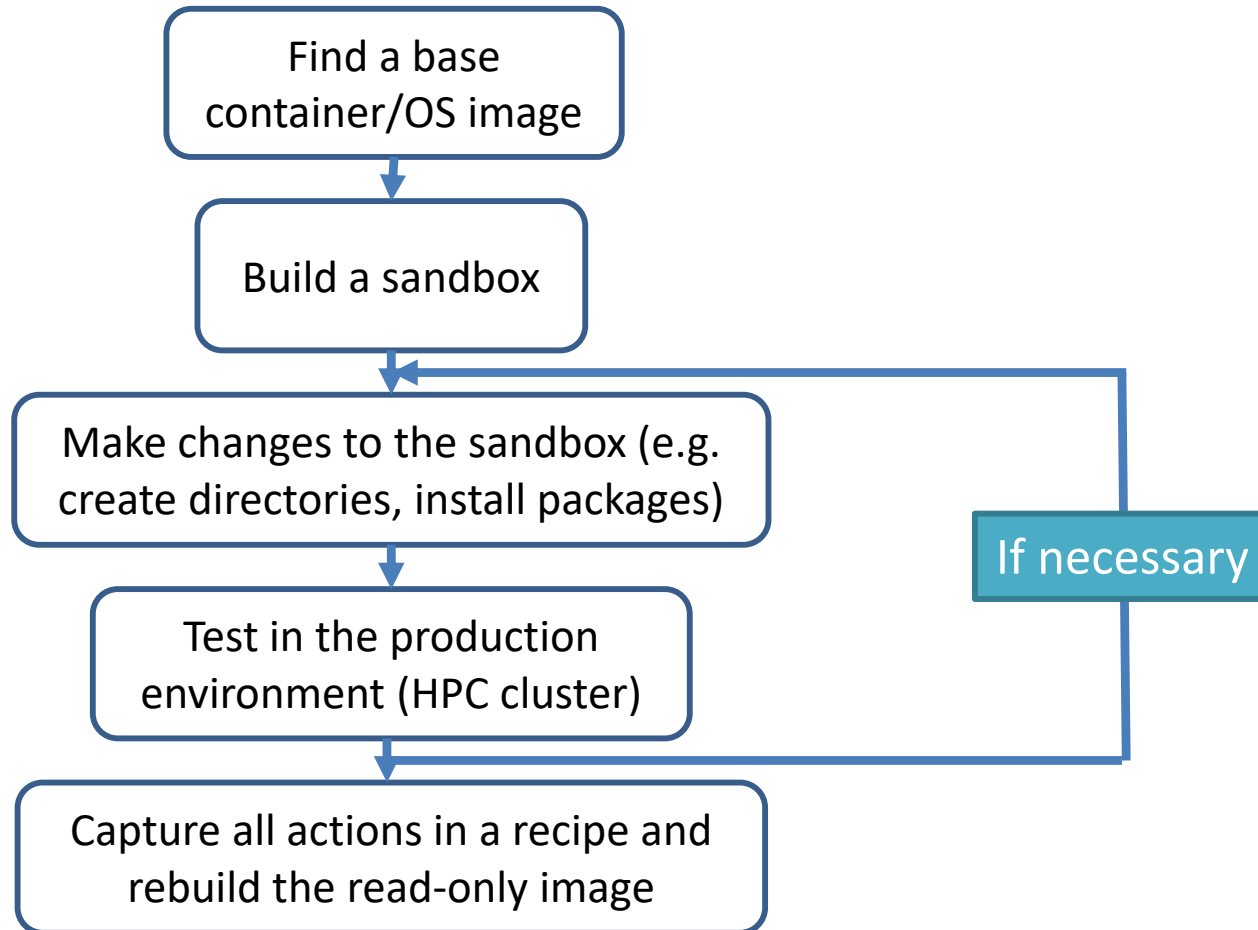 Find a base
container/OS image
Build a sandbox
Make changes to the sandbox (e.g.
create directories, install packages)
If necessary
Test in the production
environment (HPC cluster)
Capture all actions in a recipe and
rebuild the read-only image